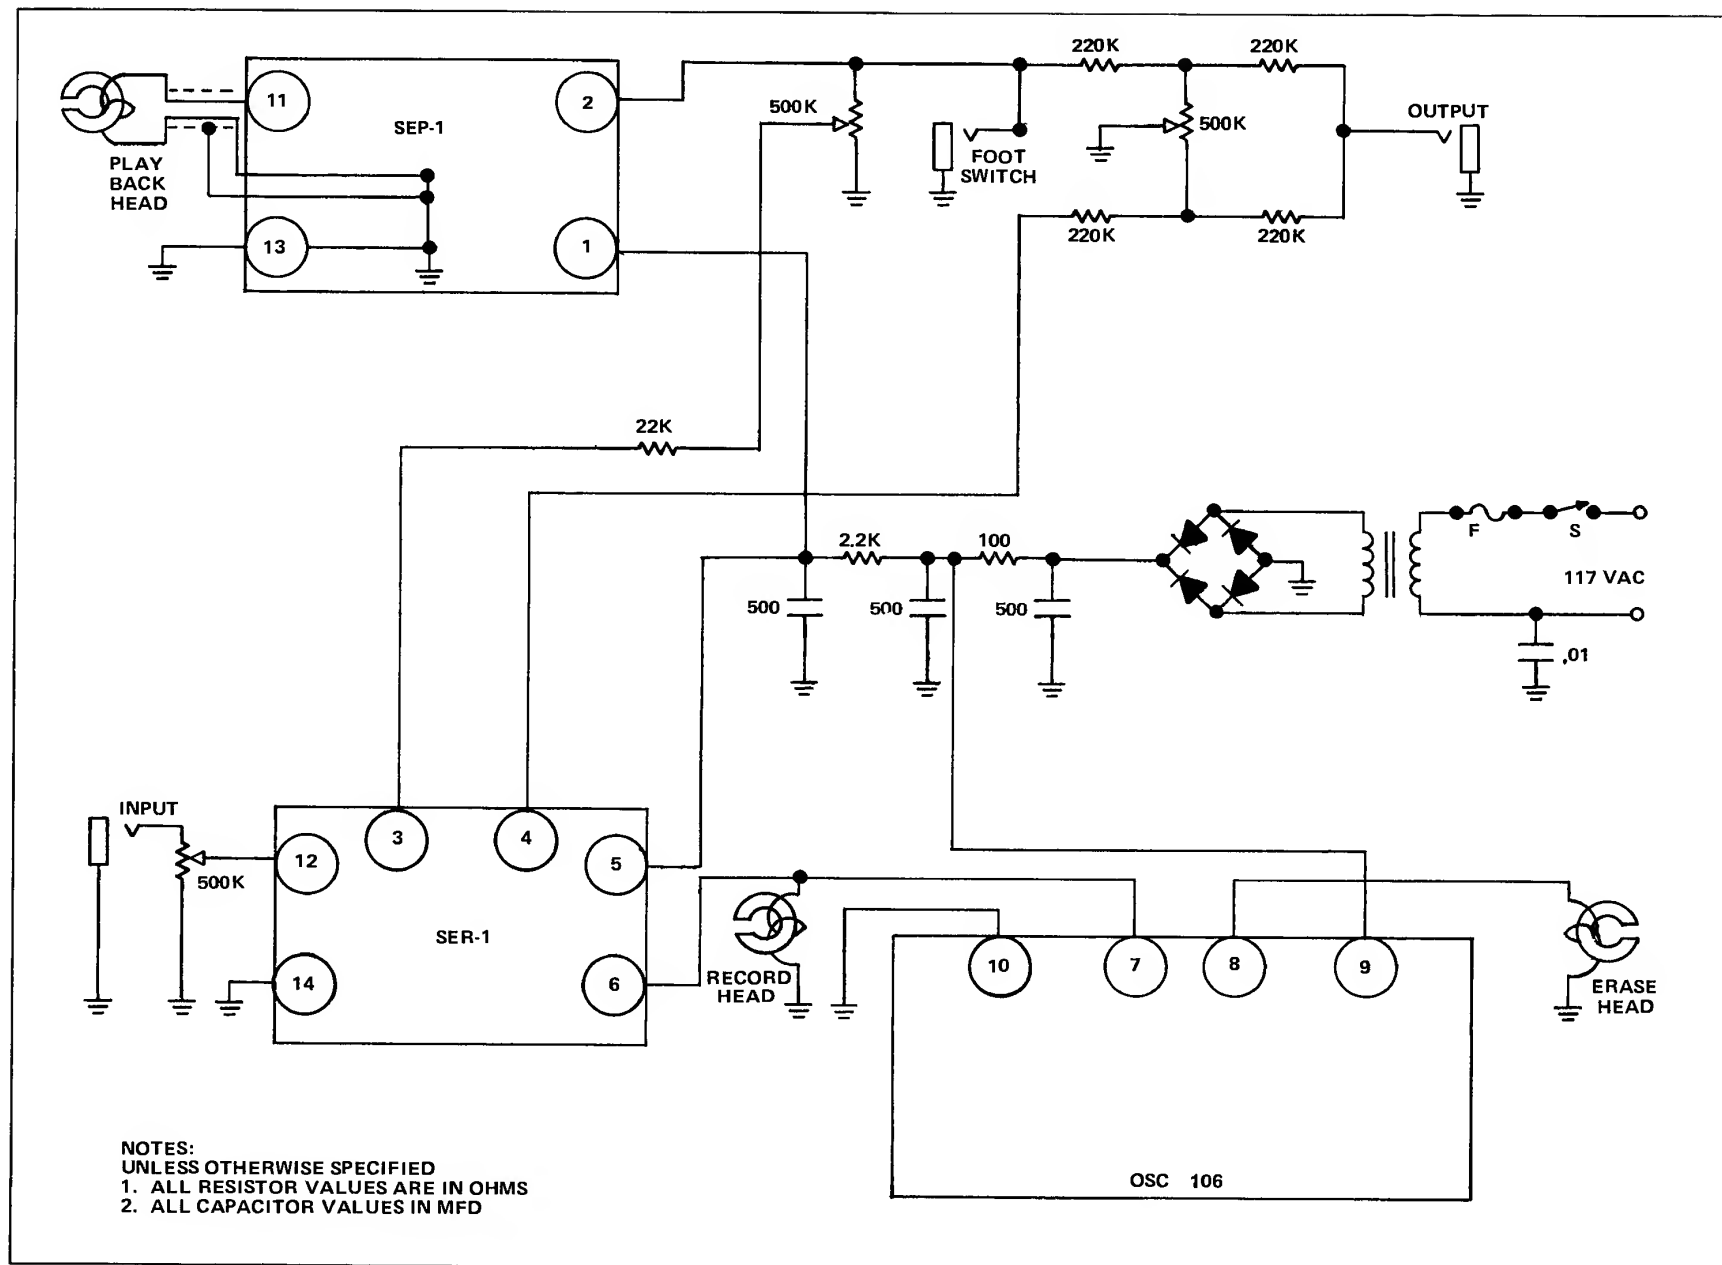 220K
220K
11
2
SEP-1
500K
500K
OUTPUT
FOOT
SWITCH
PLAY
BACK
HEAD
13
1
220K
220K
22K
2.2K
100
F
S
117 VAC
500
500
500
,01
INPUT
12
3
4
5
500K
SER-1
14
6
RECORD
HEAD
10
7
8
9
ERASE
HEAD
OSC 106
NOTES:
UNLESS OTHERWISE SPECIFIED
1. ALL RESISTOR VALUES ARE IN OHMS
2. ALL CAPACITOR VALUES IN MFD